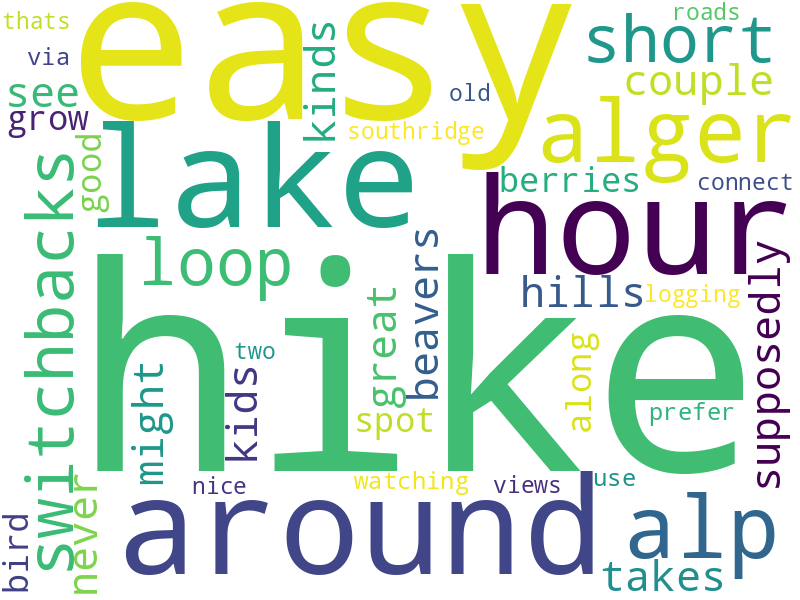 thats
easy
roads
short
via
couple
see
kinds
old
grow
southridge
alger
good
lake
berries
connect
hour
switchbacks
loop
beavers
hills
logging
supposedly
hike
great
along
two
might
kids
spot
prefer
watching
nice
views
use
never
around
alp
bird
takes